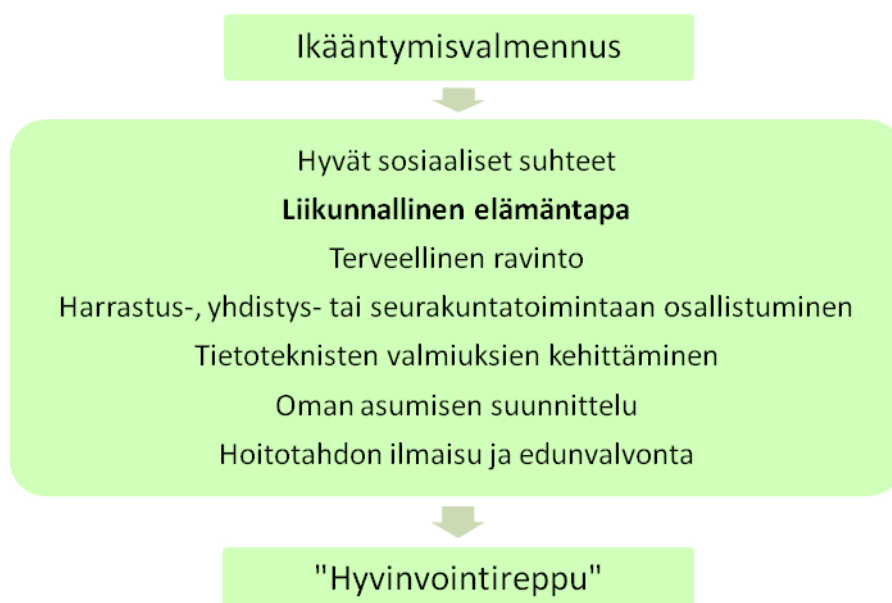 Ikääntymisvalmennus
Hyvät sosiaaliset suhteet
Liikunnallinen elämäntapa
Terveellinen ravinto
Harrastus-, yhdistys- tai seurakuntatoimintaan osallistuminen
Tietoteknisten valmiuksien kehittäminen
Oman asumisen suunnittelu
Hoitotahdon ilmaisu ja edunvalvonta
"Hyvinvointireppu"